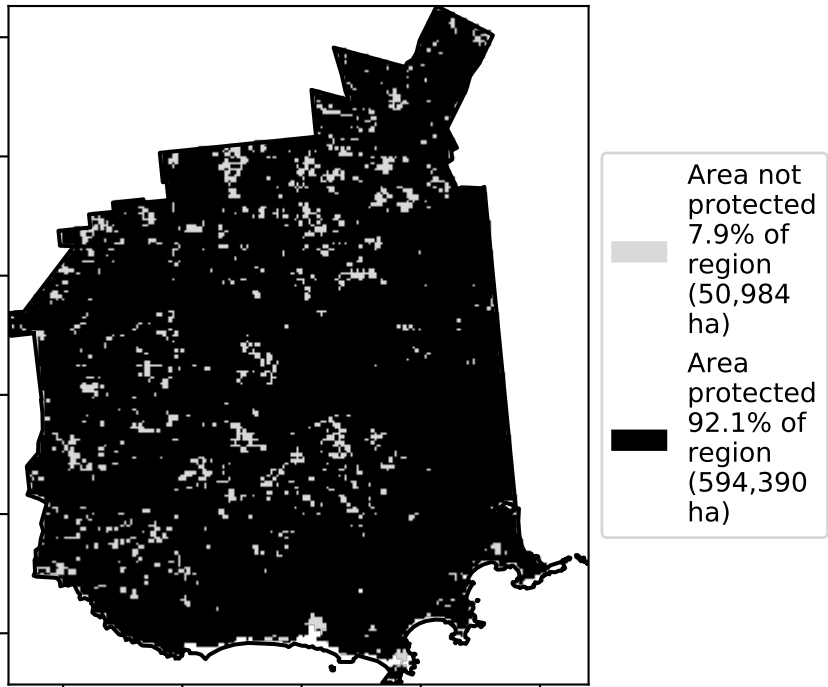 Area not
protected
7.9% of
region
(50,984
ha)
Area
protected
92.1% of
region
(594,390
ha)